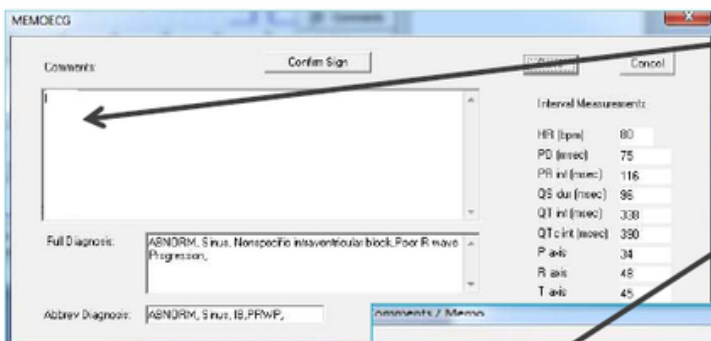 MEMOECG
Comments:
Confirm Sign
Cancel
Interval Measurements:
HR (bpm) 80
PD (msec) 75
PR int (msec) 116
QS dur (msec) 96
QT int (msec) 338
QTc int (msec) 390
P axis 34
R axis 48
T axis 45
Full Diagnosis: ABNORM, Sinus, Nonspecific intraventricular block, Poor R wave
Progression,
Abbrev Diagnosis: ABNORM, Sinus, IB, PRWP,
omments / Memo